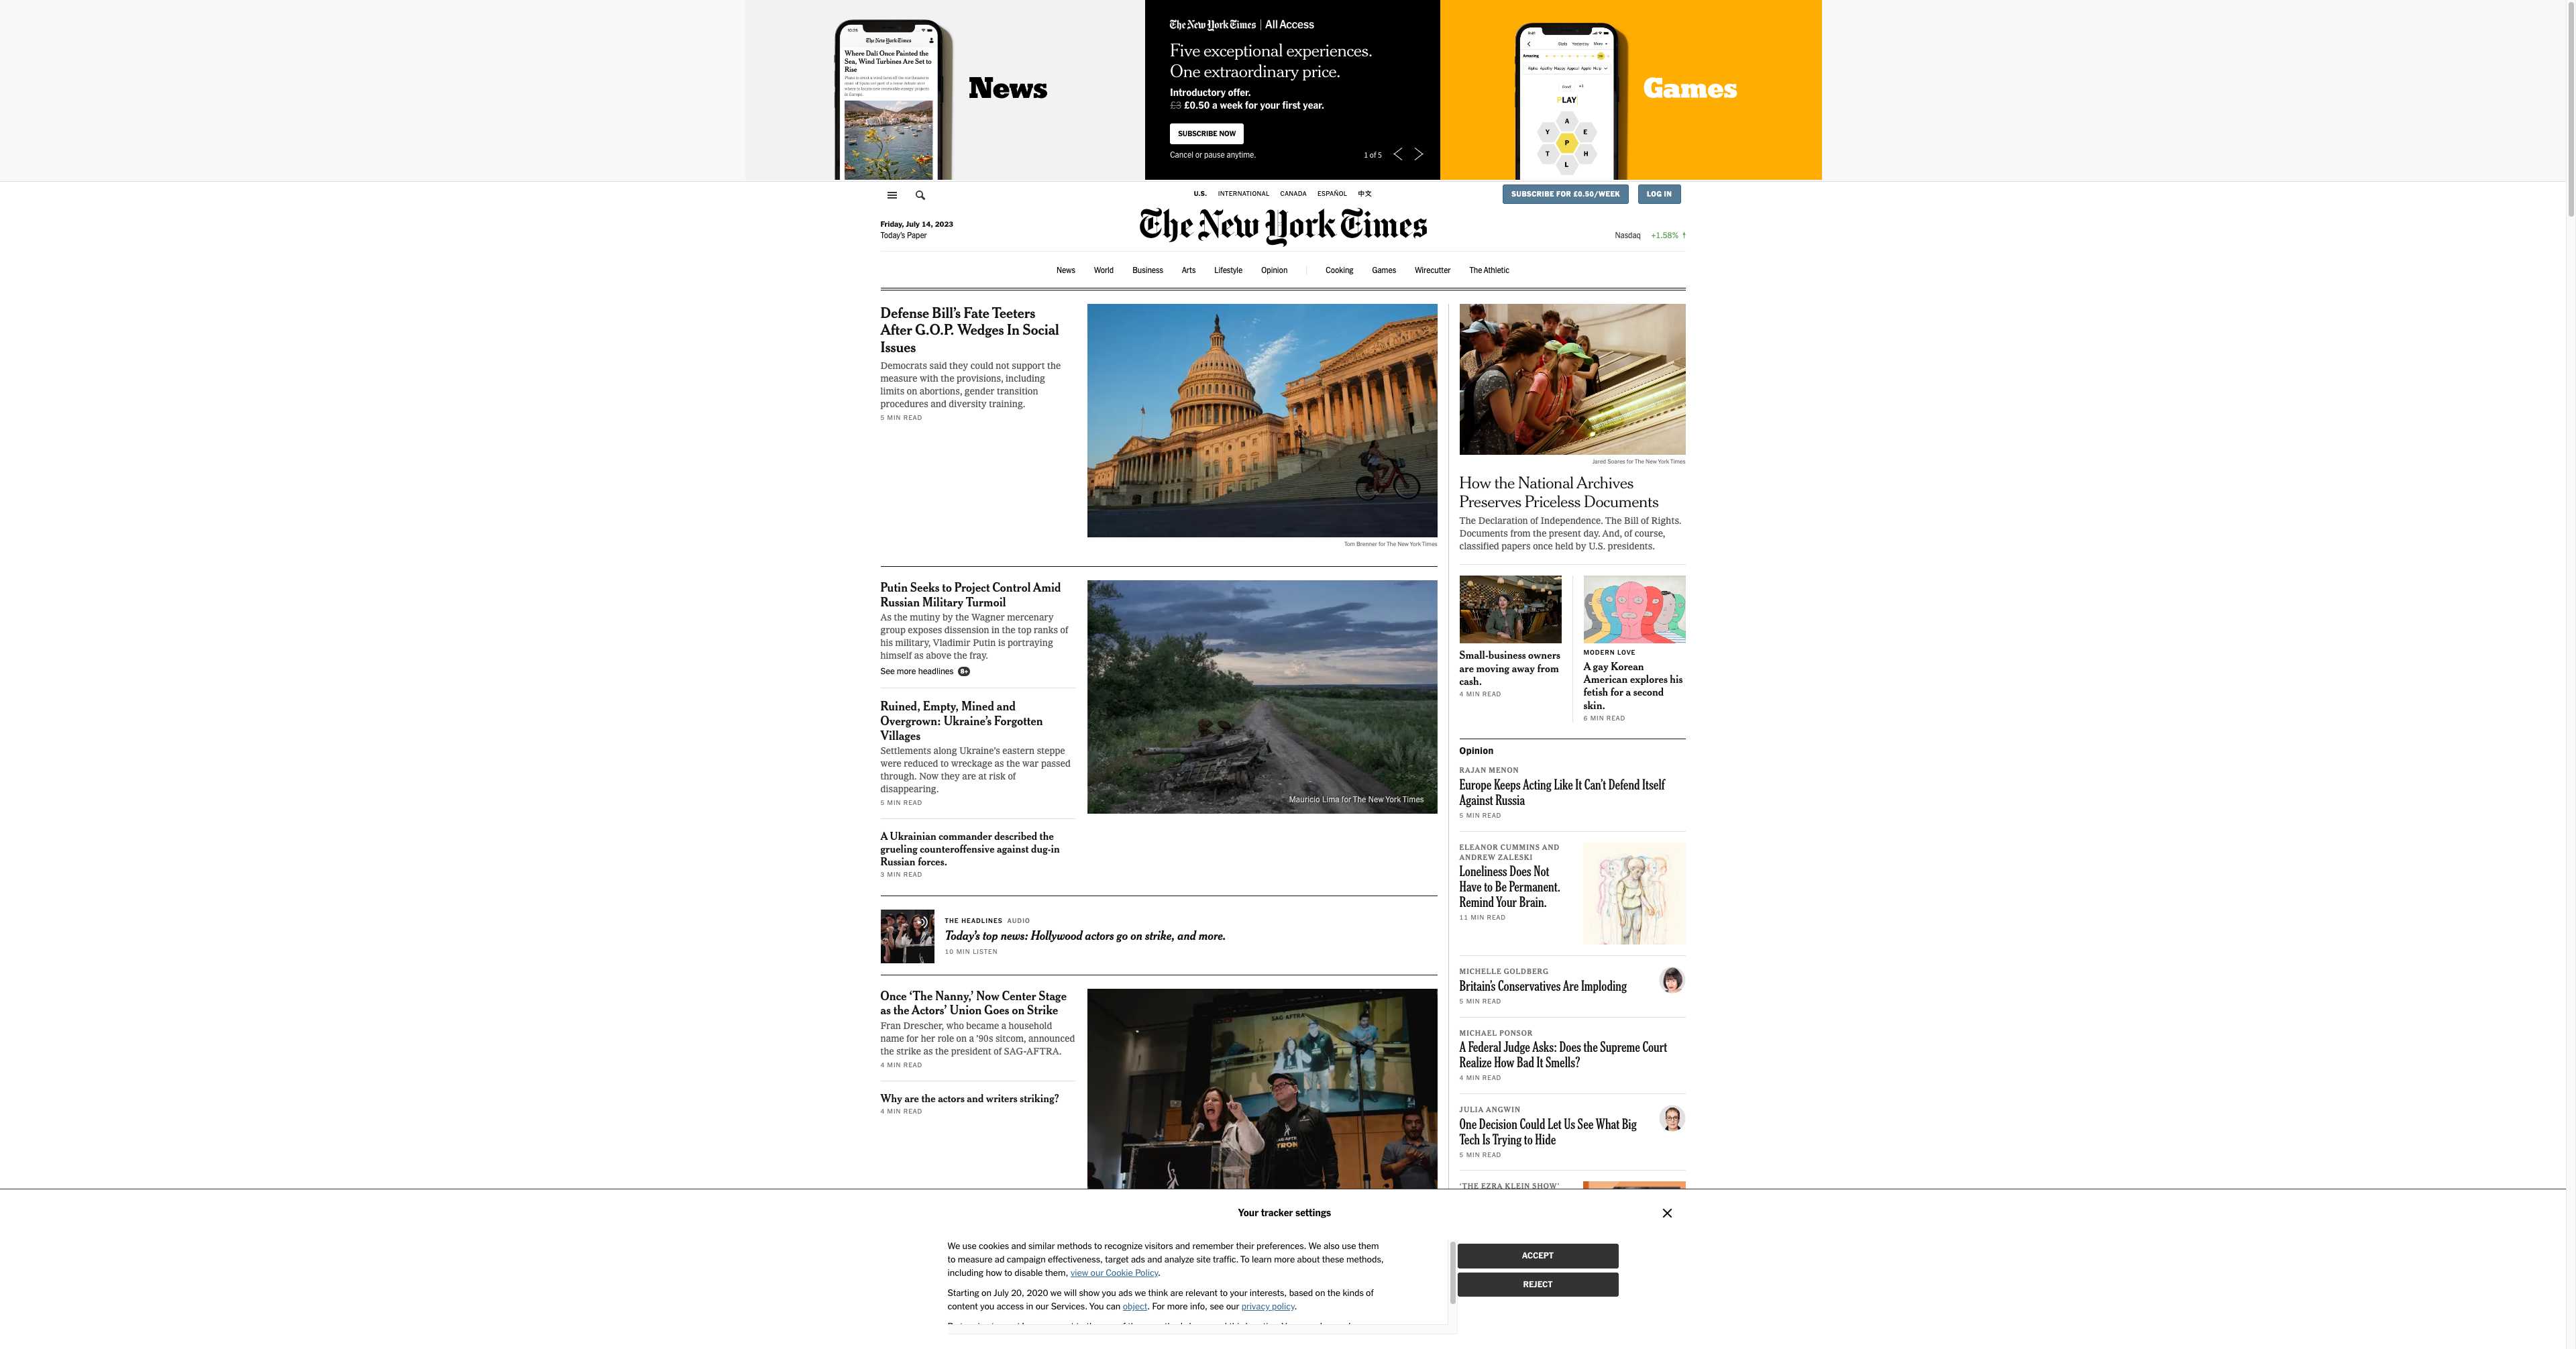 The New York Times
Where Dalí Once Painted the
Sea, Wind Turbines Are Set to
Rise
News
The New York Times | All Access
Five exceptional experiences.
One extraordinary price.
Introductory offer.
£3 £0.50 a week for your first year.
SUBSCRIBE NOW
Cancel or pause anytime.
1 of 5
PLAY
A
Y
E
P
T
H
L
Games
U.S. INTERNATIONAL CANADA ESPAÑOL 中文
SUBSCRIBE FOR £0.50/WEEK
LOG IN
Friday, July 14, 2023
Today's Paper
The New York Times
Nasdaq +1.58% ↑
News World Business Arts Lifestyle Opinion Cooking Games Wirecutter The Athletic
Defense Bill's Fate Teeters
After G.O.P. Wedges In Social
Issues
Democrats said they could not support the
measure with the provisions, including
limits on abortions, gender transition
procedures and diversity training.
5 MIN READ
Tom Brenner for The New York Times
Putin Seeks to Project Control Amid
Russian Military Turmoil
As the mutiny by the Wagner mercenary
group exposes dissension in the top ranks of
his military, Vladimir Putin is portraying
himself as above the fray.
See more headlines 9+
Ruined, Empty, Mined and
Overgrown: Ukraine's Forgotten
Villages
Settlements along Ukraine's eastern steppe
were reduced to wreckage as the war passed
through. Now they are at risk of
disappearing.
5 MIN READ
Mauricio Lima for The New York Times
A Ukrainian commander described the
grueling counteroffensive against dug-in
Russian forces.
3 MIN READ
THE HEADLINES AUDIO
Today's top news: Hollywood actors go on strike, and more.
10 MIN LISTEN
Once ‘The Nanny,’ Now Center Stage
as the Actors' Union Goes on Strike
Fran Drescher, who became a household
name for her role on a '90s sitcom, announced
the strike as the president of SAG-AFTRA.
4 MIN READ
Why are the actors and writers striking?
4 MIN READ
SAG-AFTRA
Jared Soares for The New York Times
How the National Archives
Preserves Priceless Documents
The Declaration of Independence. The Bill of Rights.
Documents from the present day. And, of course,
classified papers once held by U.S. presidents.
Small-business owners
are moving away from
cash.
4 MIN READ
MODERN LOVE
A gay Korean
American explores his
fetish for a second
skin.
6 MIN READ
Opinion
RAJAN MENON
Europe Keeps Acting Like It Can't Defend Itself
Against Russia
5 MIN READ
ELEANOR CUMMINS AND
ANDREW ZALESKI
Loneliness Does Not
Have to Be Permanent.
Remind Your Brain.
11 MIN READ
MICHELLE GOLDBERG
Britain's Conservatives Are Imploding
5 MIN READ
MICHAEL PONSOR
A Federal Judge Asks: Does the Supreme Court
Realize How Bad It Smells?
4 MIN READ
JULIA ANGWIN
One Decision Could Let Us See What Big
Tech Is Trying to Hide
5 MIN READ
‘THE EZRA KLEIN SHOW’
Your tracker settings
We use cookies and similar methods to recognize visitors and remember their preferences. We also use them
to measure ad campaign effectiveness, target ads and analyze site traffic. To learn more about these methods,
including how to disable them, view our Cookie Policy.
Starting on July 20, 2020 we will show you ads we think are relevant to your interests, based on the kinds of
content you access in our Services. You can object. For more info, see our privacy policy.
ACCEPT
REJECT